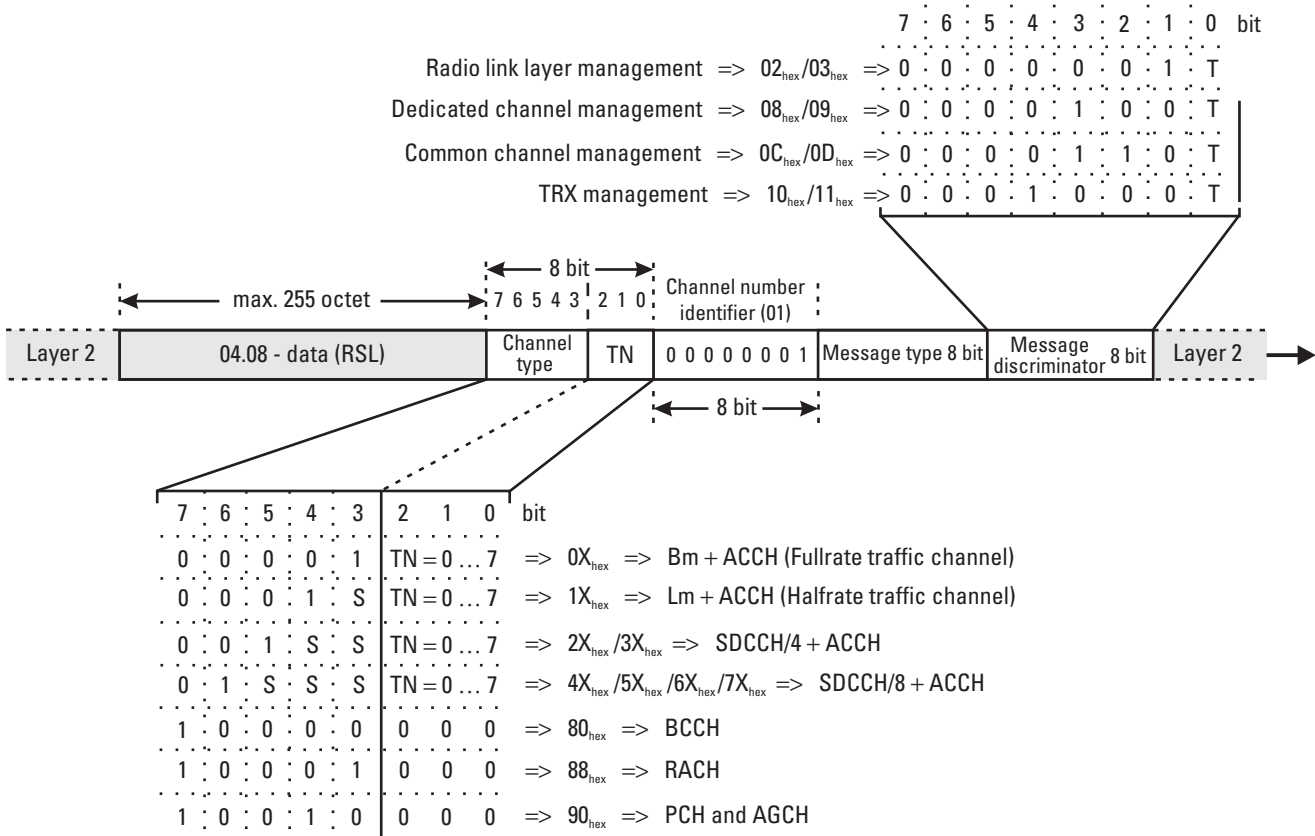 7 6 5 4 3 2 1 0 bit
Radio link layer management => 02hex/03hex => 0 0 0 0 0 0 1 T
Dedicated channel management => 08hex/09hex => 0 0 0 0 1 0 0 T
Common channel management => 0Chex/0Dhex => 0 0 0 0 1 1 0 T
TRX management => 10hex/11hex => 0 0 0 1 0 0 0 T
8 bit
max. 255 octet
7 6 5 4 3 2 1 0
Channel number
identifier (01)
Layer 2
04.08 - data (RSL)
Channel
type
TN
0 0 0 0 0 0 0 1
Message type 8 bit
Message
discriminator 8 bit
Layer 2
8 bit
7 6 5 4 3 2 1 0 bit
0 0 0 0 1 TN = 0 ... 7 => 0Xhex => Bm + ACCH (Fullrate traffic channel)
0 0 0 1 S TN = 0 ... 7 => 1Xhex => Lm + ACCH (Halfrate traffic channel)
0 0 1 S S TN = 0 ... 7 => 2Xhex /3Xhex => SDCCH/4 + ACCH
0 1 S S S TN = 0 ... 7 => 4Xhex /5Xhex /6Xhex /7Xhex => SDCCH/8 + ACCH
1 0 0 0 0 0 0 0 => 80hex => BCCH
1 0 0 0 1 0 0 0 => 88hex => RACH
1 0 0 1 0 0 0 0 => 90hex => PCH and AGCH